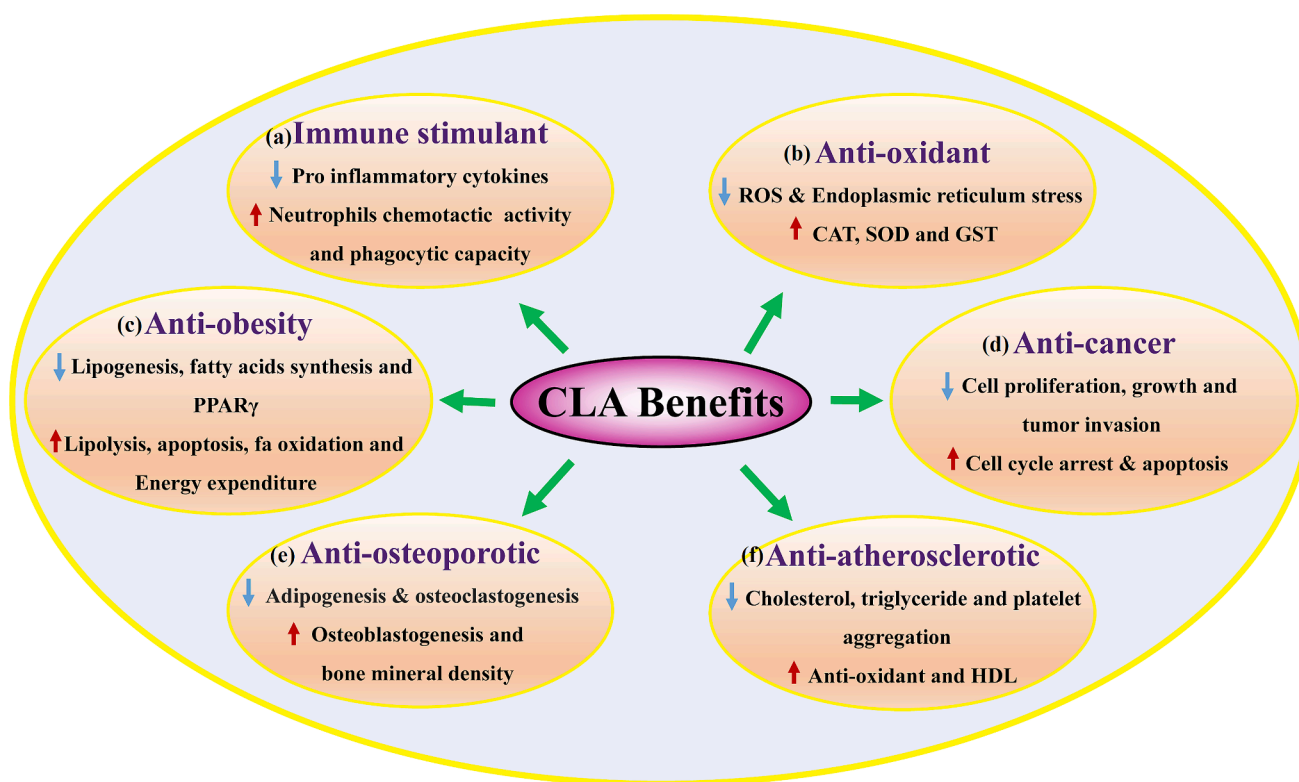 (a) Immune stimulant
Pro inflammatory cytokines
Neutrophils chemotactic activity
and phagocytic capacity
(b) Anti-oxidant
ROS & Endoplasmic reticulum stress
CAT, SOD and GST
(c) Anti-obesity
Lipogenesis, fatty acids synthesis and
PPARγ
Lipolysis, apoptosis, fa oxidation and
Energy expenditure
CLA Benefits
(d) Anti-cancer
Cell proliferation, growth and
tumor invasion
Cell cycle arrest & apoptosis
(e) Anti-osteoporotic
Adipogenesis & osteoclastogenesis
Osteoblastogenesis and
bone mineral density
(f) Anti-atherosclerotic
Cholesterol, triglyceride and platelet
aggregation
Anti-oxidant and HDL